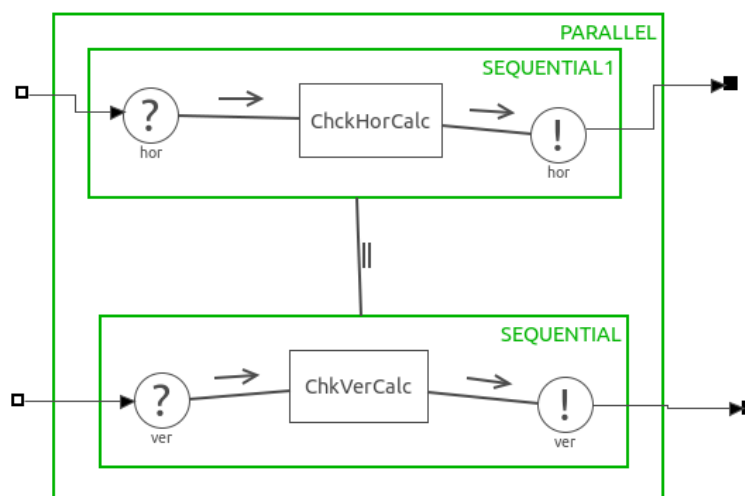 PARALLEL
SEQUENTIAL1
?
ChckHorCalc
!
hor
hor
||
SEQUENTIAL
?
ChkVerCalc
!
ver
ver